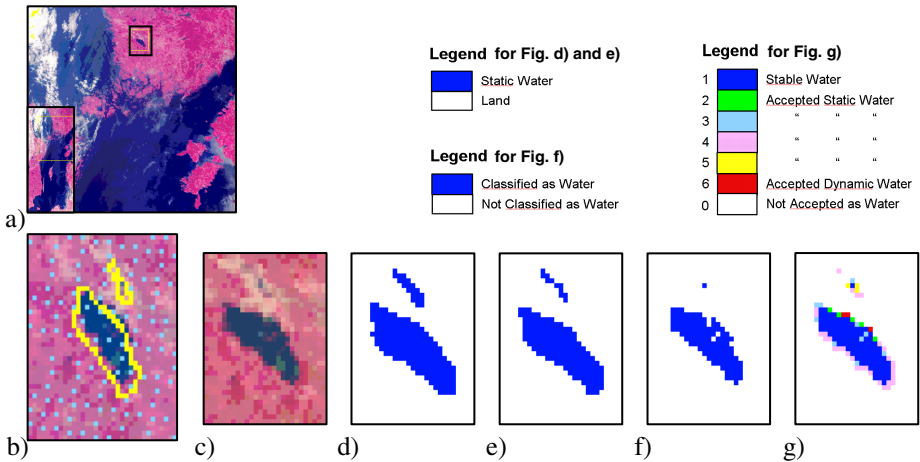 Legend for Fig. d) and e)
Static Water
Land
Legend for Fig. f)
Classified as Water
Not Classified as Water
Legend for Fig. g)
1 Stable Water
2 Accepted Static Water
3 “ “ “
4 “ “ “
5 “ “ “
6 Accepted Dynamic Water
0 Not Accepted as Water
a)
b) c) d) e) f) g)